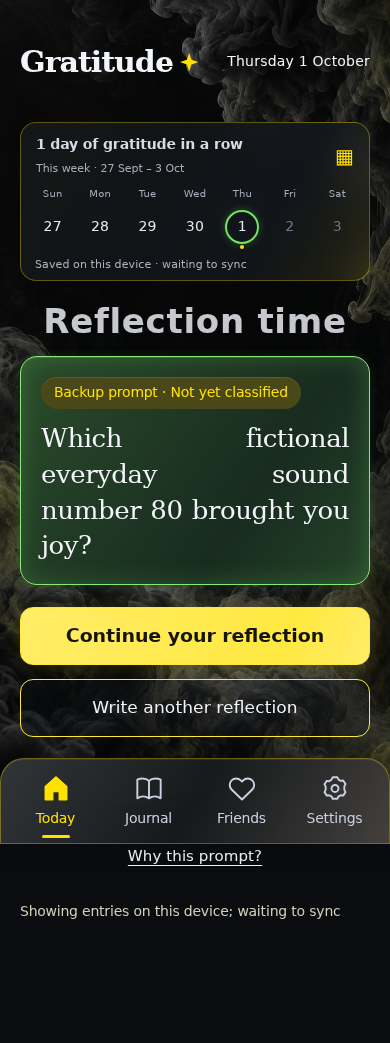 Gratitude
Thursday 1 October
1 day of gratitude in a row
This week · 27 Sept – 3 Oct
Sun Mon Tue Wed Thu Fri Sat
27 28 29 30 1 2 3
Saved on this device · waiting to sync
Reflection time
Backup prompt · Not yet classified
Which fictional
everyday sound
number 80 brought you
joy?
Continue your reflection
Write another reflection
Today Journal Friends Settings
Why this prompt?
Showing entries on this device; waiting to sync